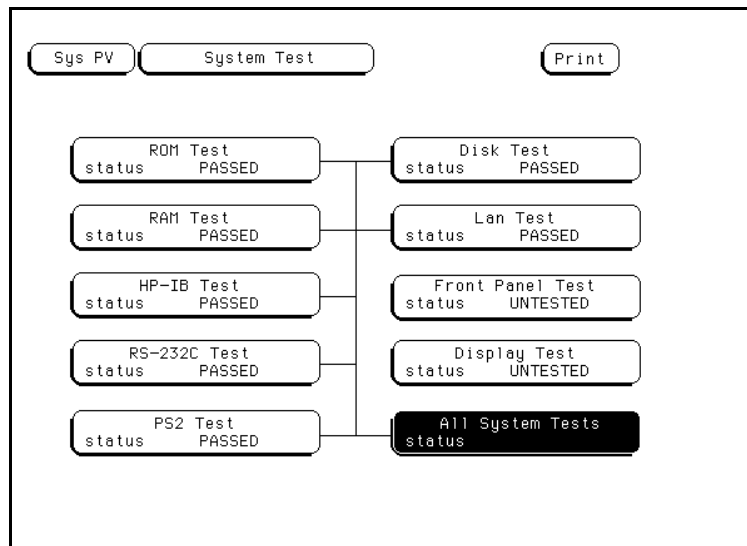 Sys PV System Test Print
ROM Test
status PASSED
Disk Test
status PASSED
RAM Test
status PASSED
Lan Test
status PASSED
HP-IB Test
status PASSED
Front Panel Test
status UNTESTED
RS-232C Test
status PASSED
Display Test
status UNTESTED
PS2 Test
status PASSED
All System Tests
status